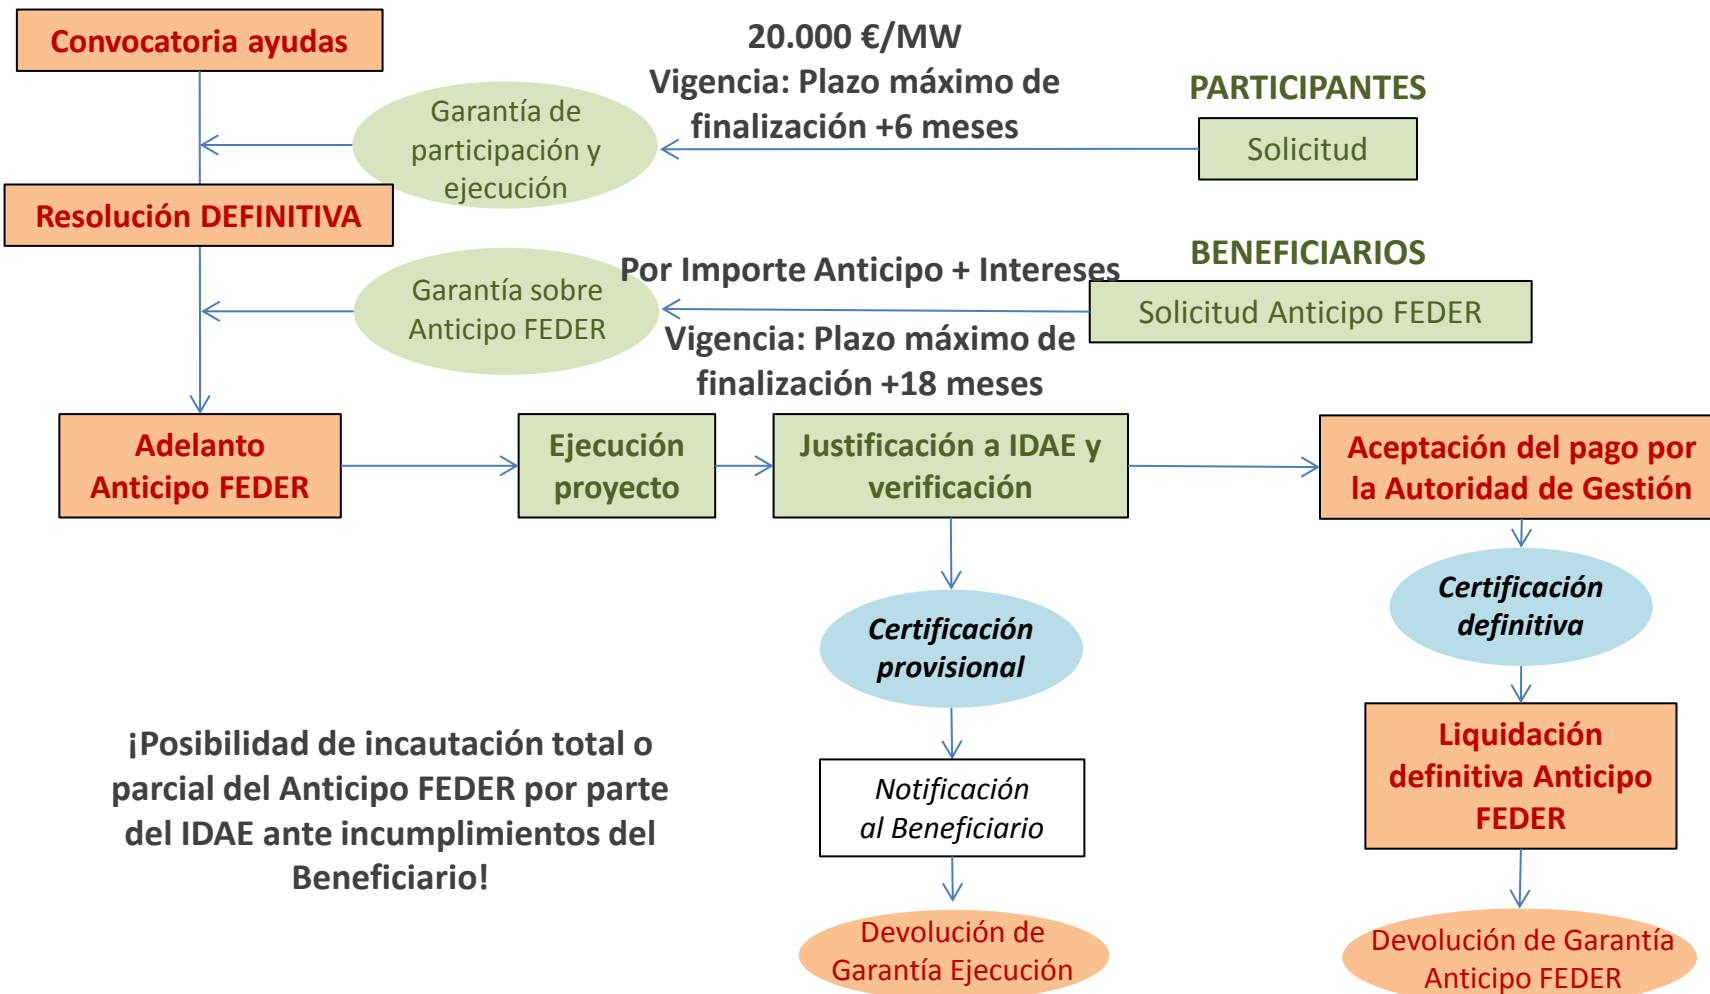 Convocatoria ayudas
20.000 €/MW
Vigencia: Plazo máximo de
finalización +6 meses
PARTICIPANTES
Solicitud
Garantía de
participación y
ejecución
Resolución DEFINITIVA
BENEFICIARIOS
Por Importe Anticipo + Intereses
Solicitud Anticipo FEDER
Garantía sobre
Anticipo FEDER
Vigencia: Plazo máximo de
finalización +18 meses
Adelanto
Anticipo FEDER
Ejecución
proyecto
Justificación a IDAE y
verificación
Aceptación del pago por
la Autoridad de Gestión
Certificación
provisional
Certificación
definitiva
Notificación
al Beneficiario
Liquidación
definitiva Anticipo
FEDER
¡Posibilidad de incautación total o
parcial del Anticipo FEDER por parte
del IDAE ante incumplimientos del
Beneficiario!
Devolución de
Garantía Ejecución
Devolución de Garantía
Anticipo FEDER